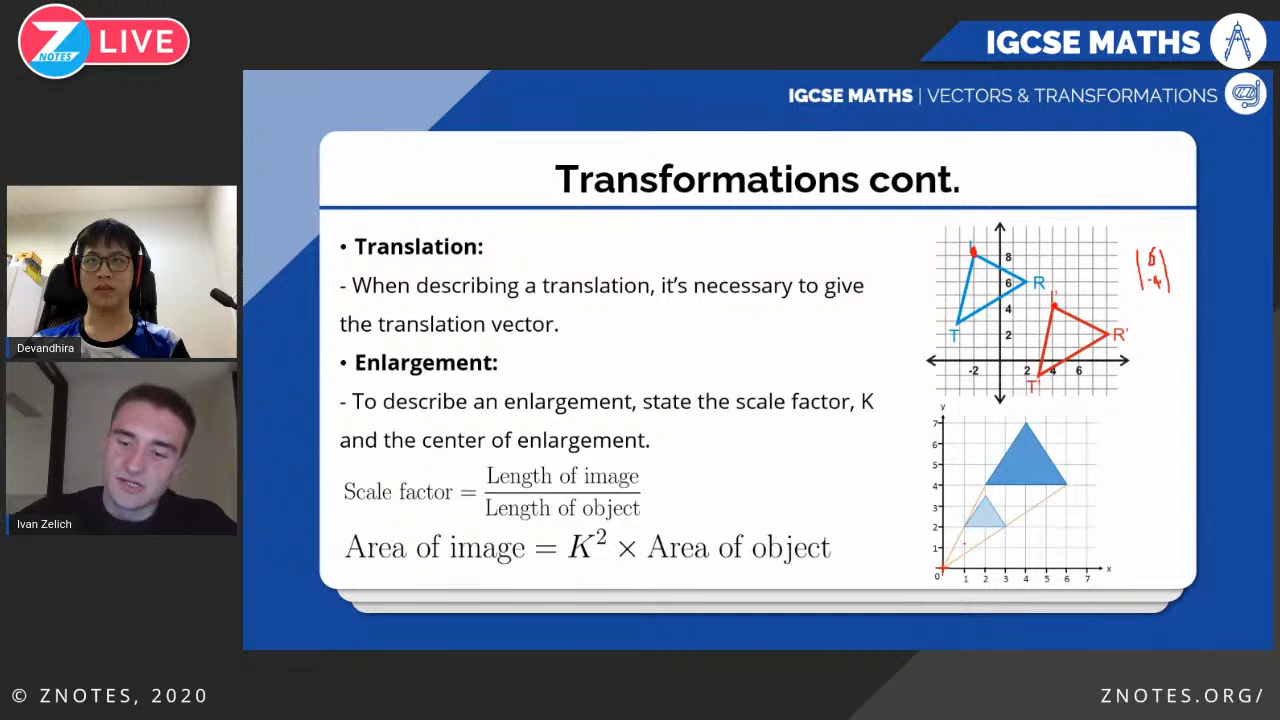 Z NOTES LIVE
IGCSE MATHS
IGCSE MATHS | VECTORS & TRANSFORMATIONS
Transformations cont.
• Translation:
- When describing a translation, it’s necessary to give
the translation vector.
• Enlargement:
- To describe an enlargement, state the scale factor, K
and the center of enlargement.
Scale factor = Length of image / Length of object
Area of image = K² × Area of object
8
6
4
2
-2 2 4 6
R
T
I'
R'
T'
6
-4
y
7
6
5
4
3
2
1
0 1 2 3 4 5 6 7 x
Devandhira
Ivan Zelich
© ZNOTES, 2020
ZNOTES.ORG/